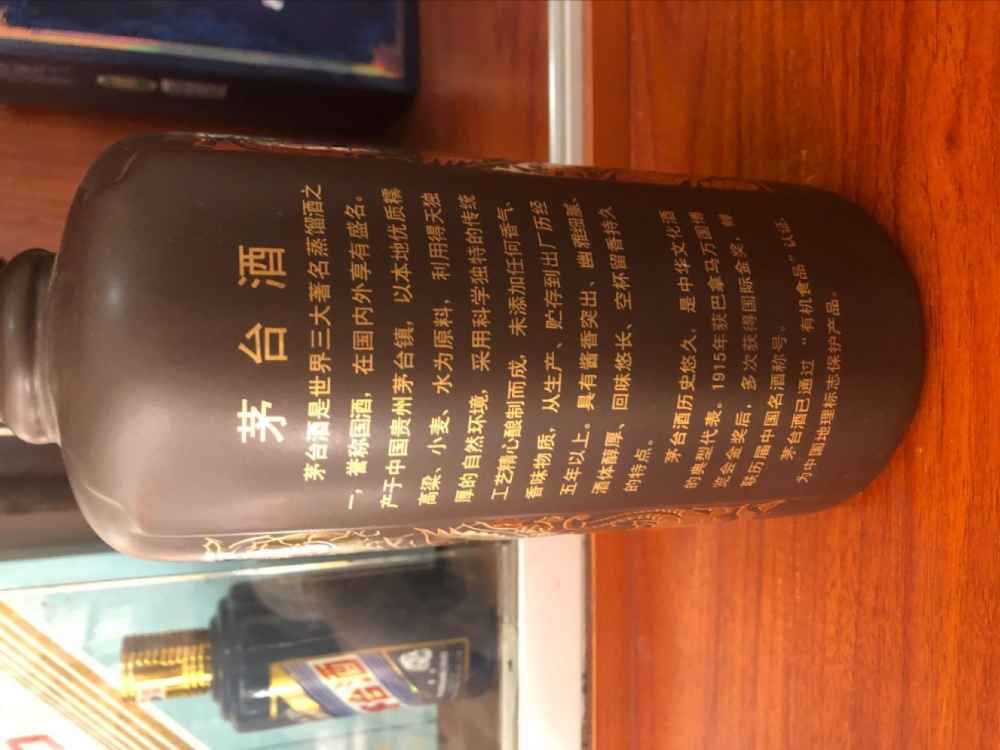 茅台酒
茅台酒是世界三大著名蒸馏酒之
一，誉称国酒，在国内外享有盛名。
产于中国贵州茅台镇，以本地优质糯
高粱、小麦、水为原料，利用得天独
厚的自然环境，采用科学独特的传统
工艺精心酿制而成，未添加任何香气、
香味物质，从生产、贮存到出厂历经
五年以上。具有酱香突出、幽雅细腻、
酒体醇厚、回味悠长、空杯留香持久
的特点。
茅台酒历史悠久，是中华文化酒
的典型代表。1915年获巴拿马万国博
览会金奖后，多次获得国际金奖，蝉
联历届中国名酒称号。
茅台酒已通过“有机食品”认证
为中国地理标志保护产品。
台酒